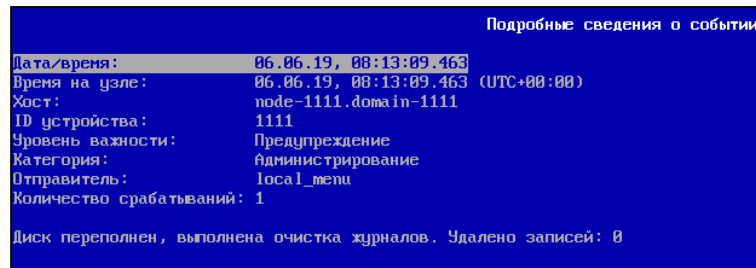 Подробные сведения о событии
Дата/время: 06.06.19, 08:13:09.463
Время на узле: 06.06.19, 08:13:09.463 (UTC+00:00)
Хост: node-1111.domain-1111
ID устройства: 1111
Уровень важности: Предупреждение
Категория: Администрирование
Отправитель: local_menu
Количество срабатываний: 1
Диск переполнен, выполнена очистка журналов. Удалено записей: 0